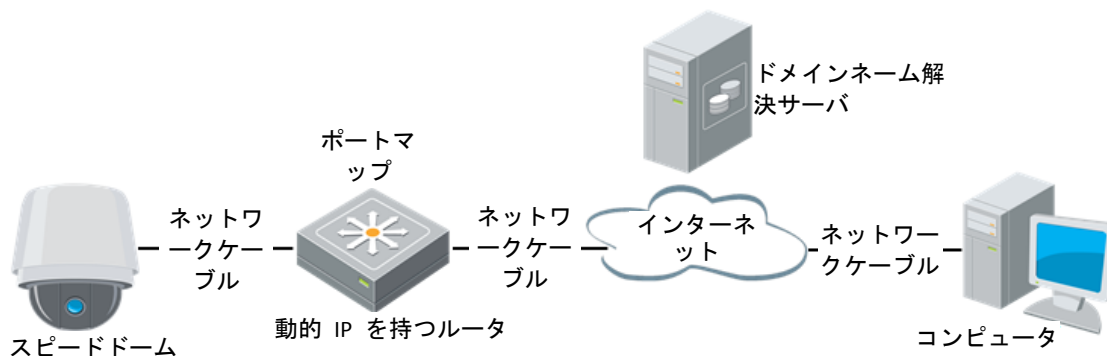 ドメインネーム解
決サーバ
ポートマ
ップ
ネットワ
ークケー
ブル
ネットワ
ークケー
ブル
インターネ
ット
ネットワー
クケーブル
動的 IP を持つルータ
スピードドーム
コンピュータ